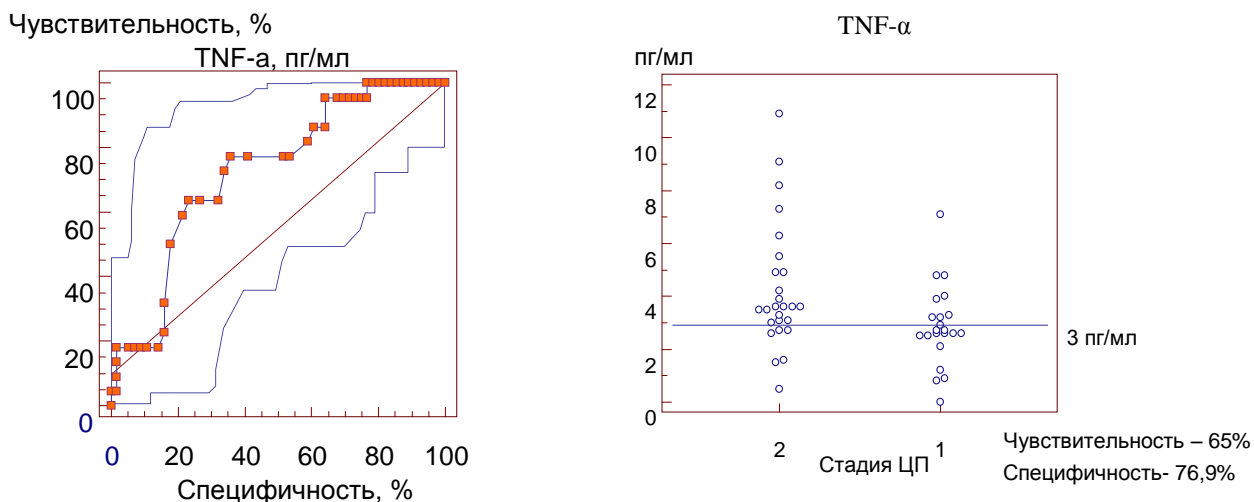 Чувствительность, %
TNF-a, пг/мл
100
80
60
40
20
0
0 20 40 60 80 100
Специфичность, %
TNF-α
пг/мл
12
10
8
6
4
2
0
3 пг/мл
2 1
Стадия ЦП
Чувствительность – 65%
Специфичность- 76,9%